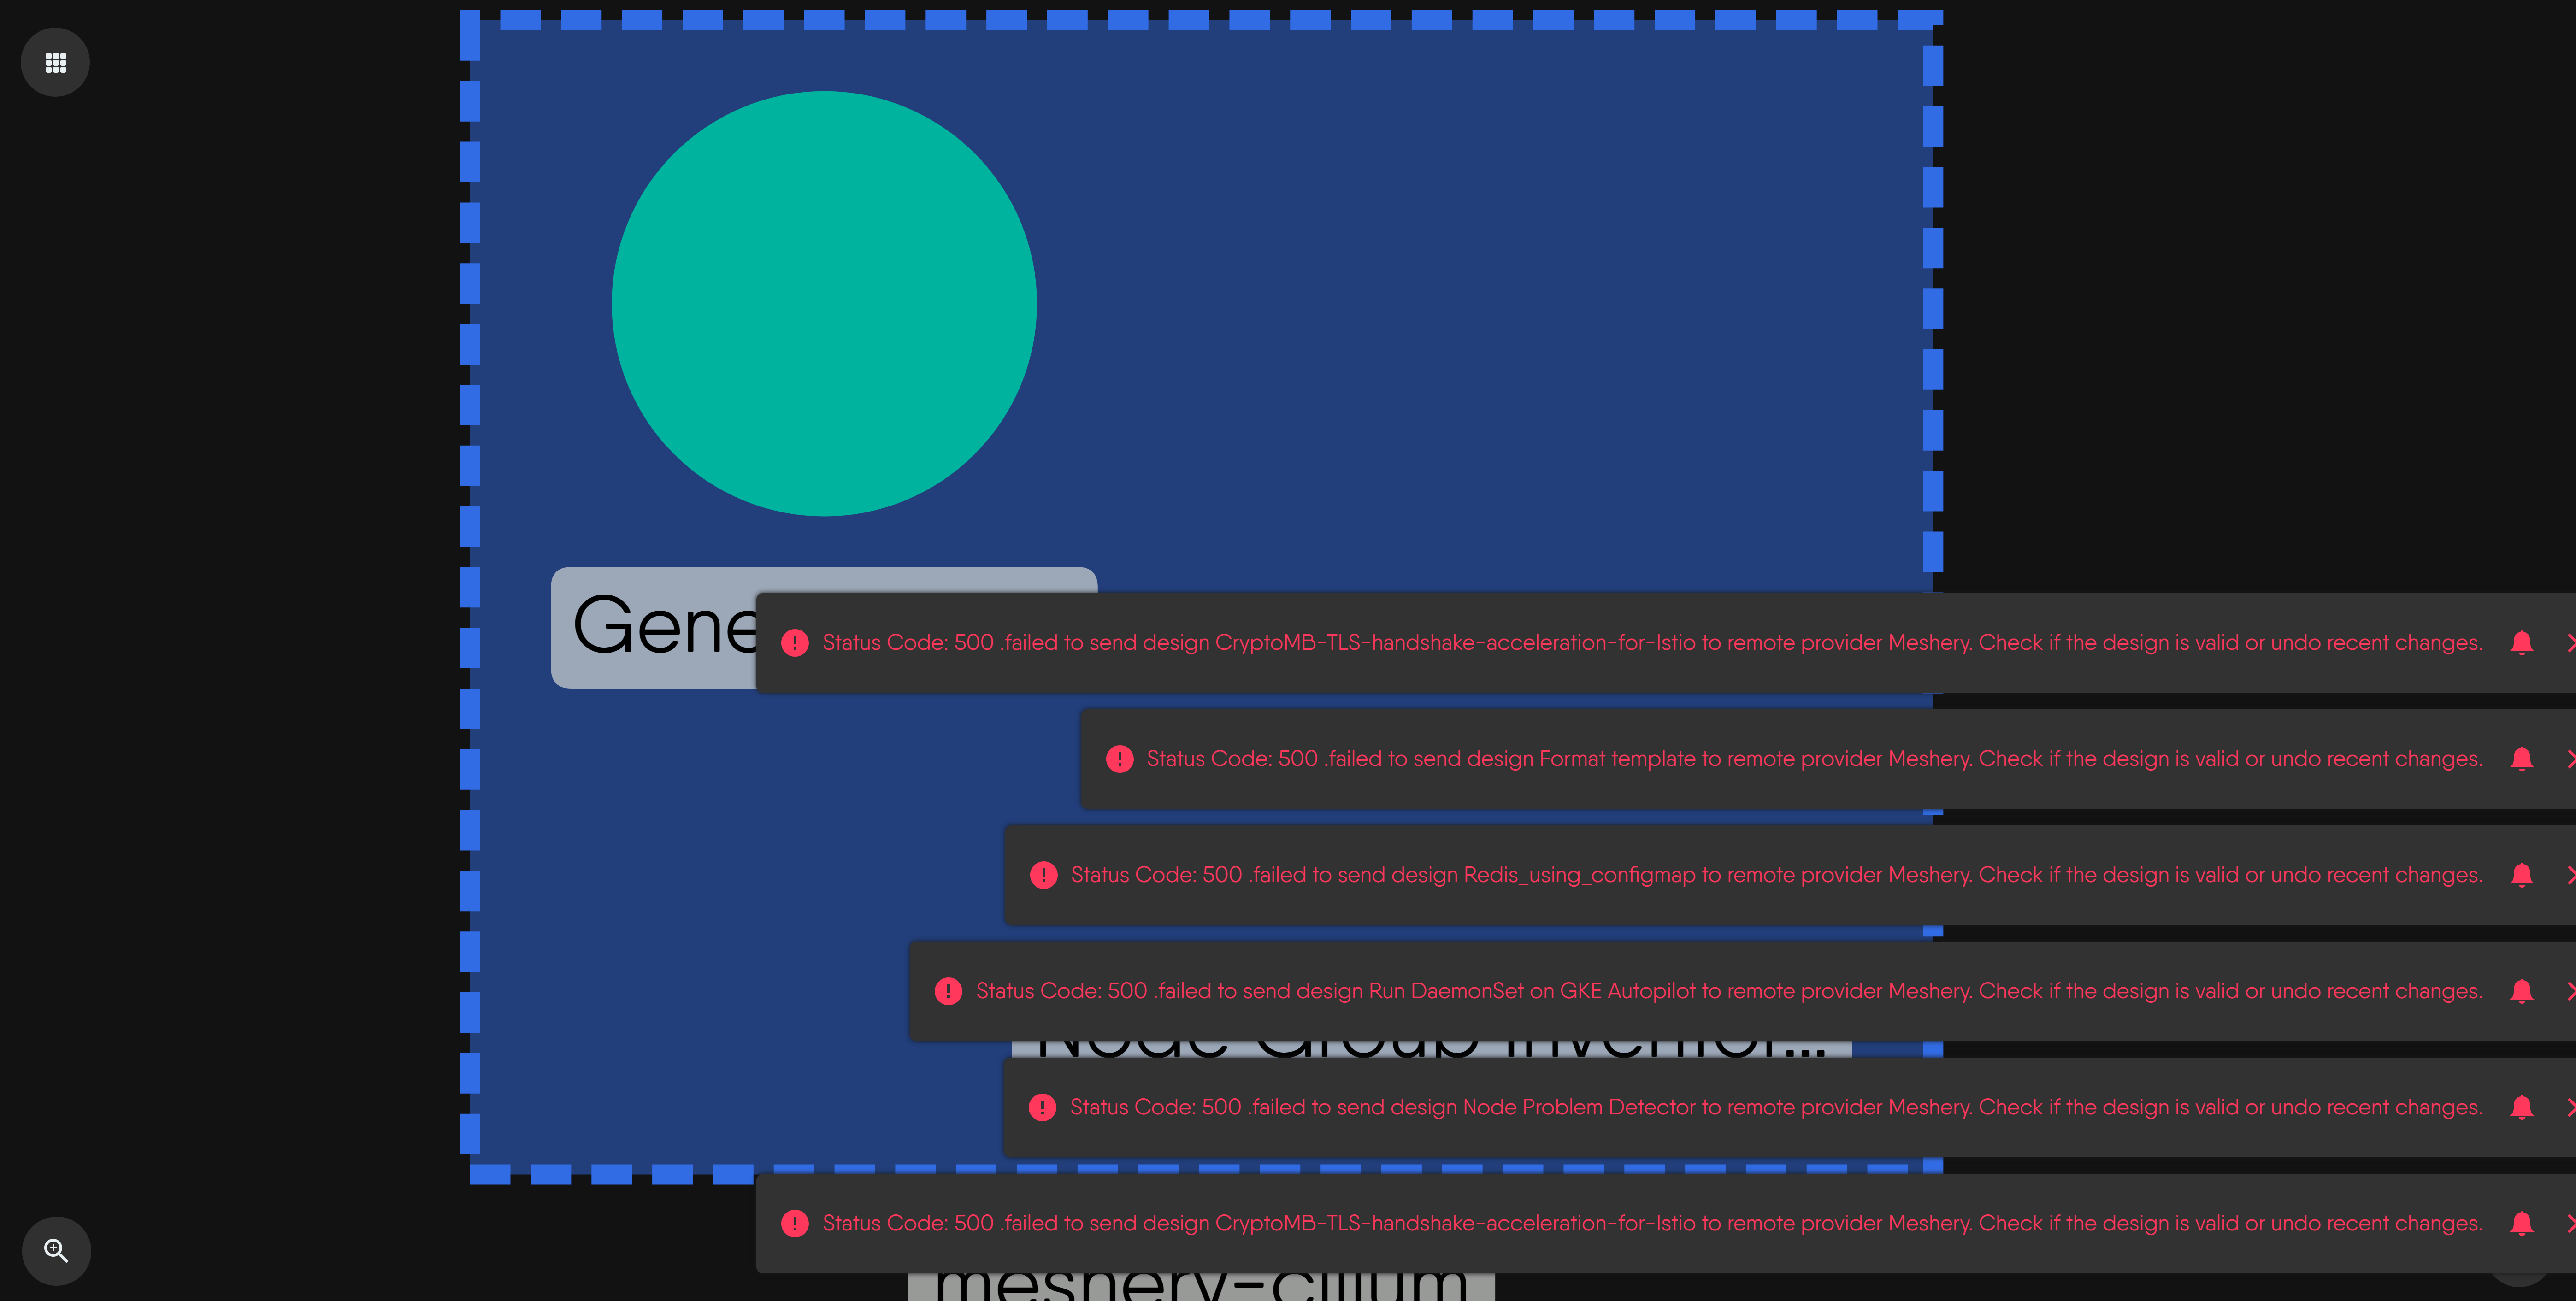 Status Code: 500 .failed to send design CryptoMB-TLS-handshake-acceleration-for-Istio to remote provider Meshery. Check if the design is valid or undo recent changes.
Status Code: 500 .failed to send design Format template to remote provider Meshery. Check if the design is valid or undo recent changes.
Status Code: 500 .failed to send design Redis_using_configmap to remote provider Meshery. Check if the design is valid or undo recent changes.
Status Code: 500 .failed to send design Run DaemonSet on GKE Autopilot to remote provider Meshery. Check if the design is valid or undo recent changes.
Node Group
Status Code: 500 .failed to send design Node Problem Detector to remote provider Meshery. Check if the design is valid or undo recent changes.
Status Code: 500 .failed to send design CryptoMB-TLS-handshake-acceleration-for-Istio to remote provider Meshery. Check if the design is valid or undo recent changes.
meshery-cilium